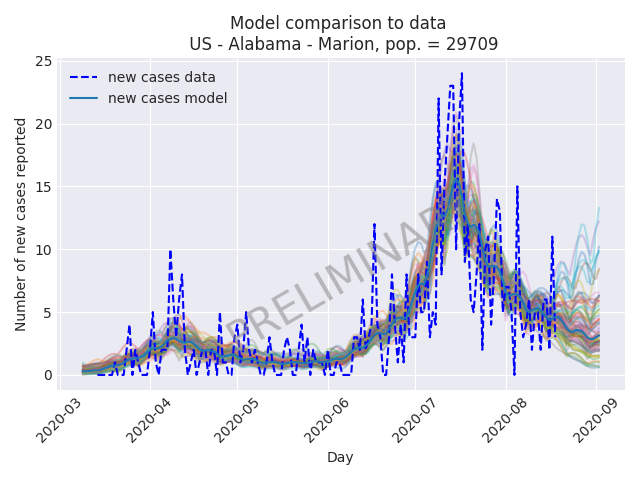 Model comparison to data
US - Alabama - Marion, pop. = 29709
Number of new cases reported
25
20
15
10
5
0
new cases data
new cases model
PRELIMINAR
2020-03
2020-04
2020-05
2020-06
2020-07
2020-08
2020-09
Day